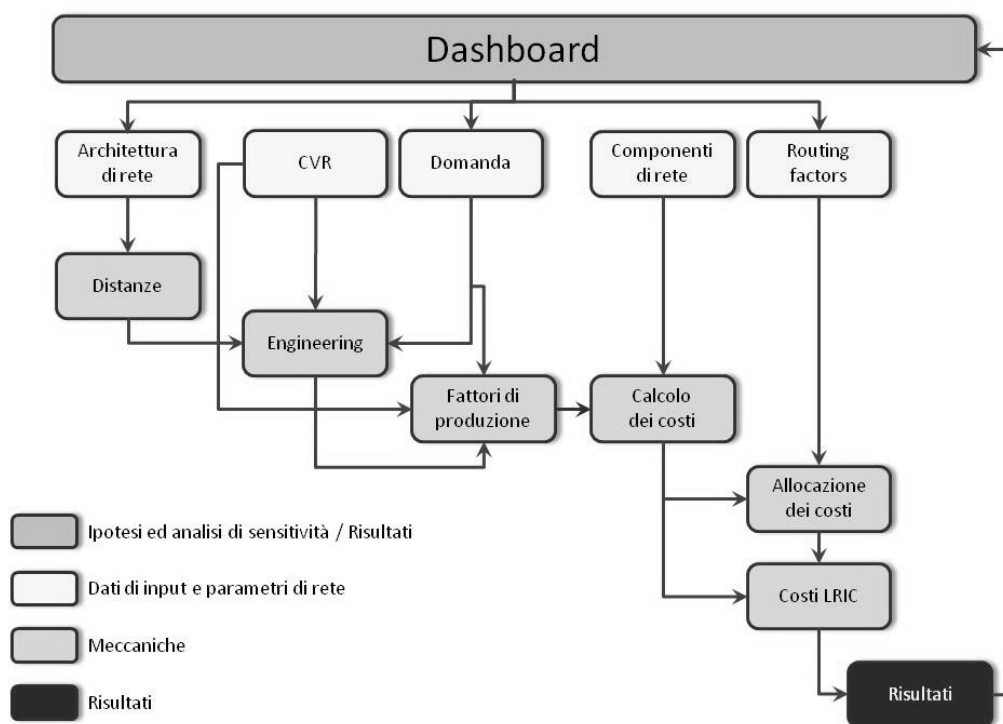 Dashboard
Architettura
di rete
CVR
Domanda
Componenti
di rete
Routing
factors
Distanze
Engineering
Fattori di
produzione
Calcolo
dei costi
Allocazione
dei costi
Costi LRIC
Risultati
Ipotesi ed analisi di sensitività / Risultati
Dati di input e parametri di rete
Meccaniche
Risultati